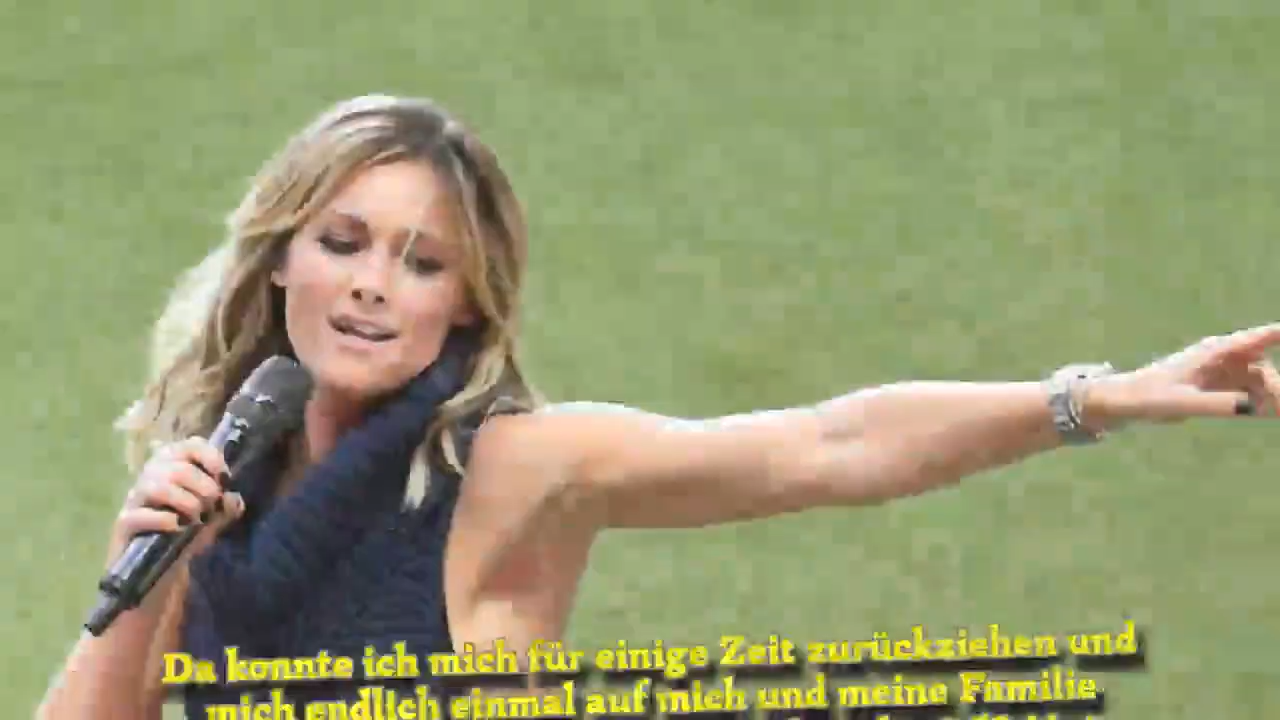 Da konnte ich mich für einige Zeit zurückziehen und
mich endlich einmal auf mich und meine Familie